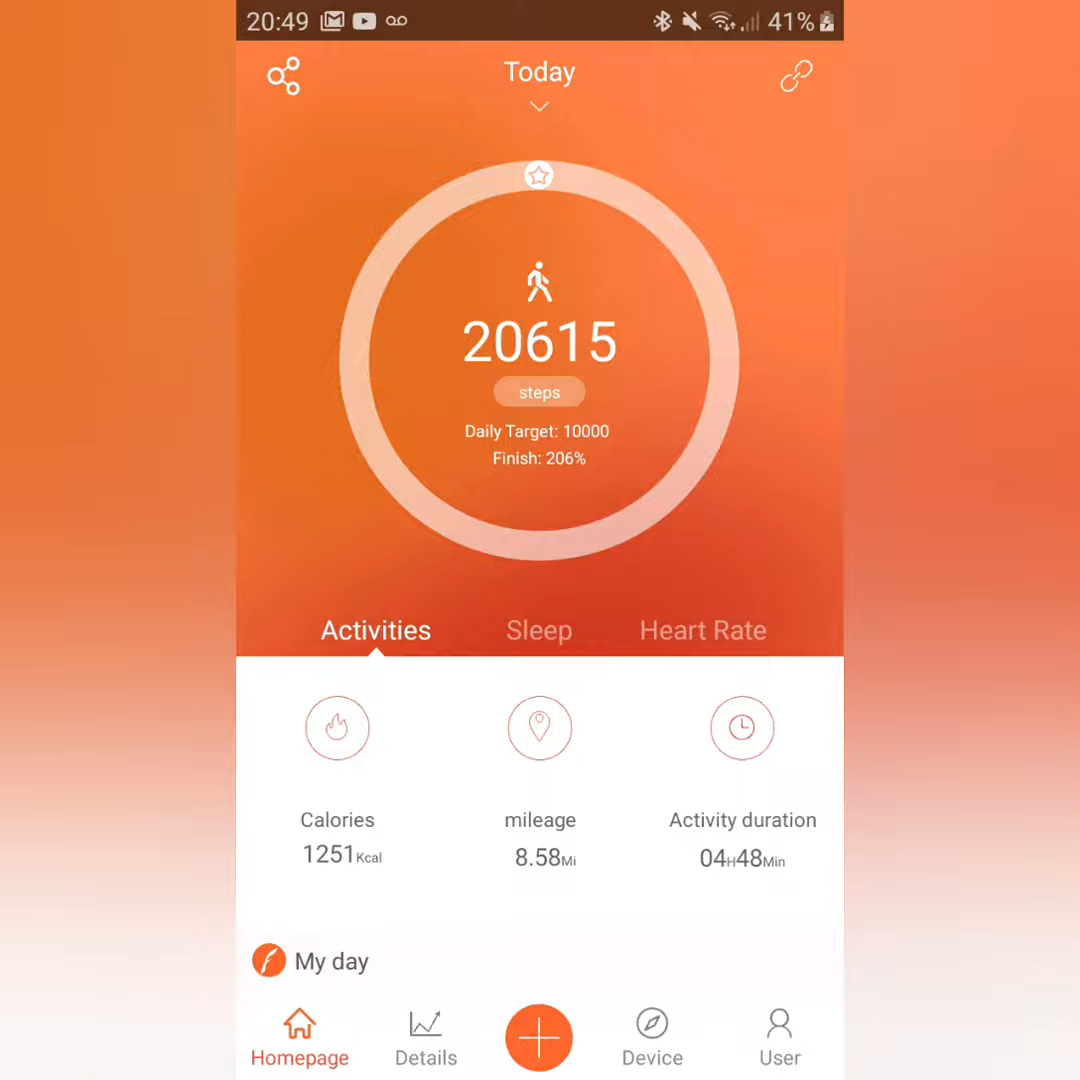 20:49 41%
Today
20615
steps
Daily Target: 10000
Finish: 206%
Activities Sleep Heart Rate
Calories mileage Activity duration
1251Kcal 8.58Mi 04H48Min
My day
Homepage Details Device User